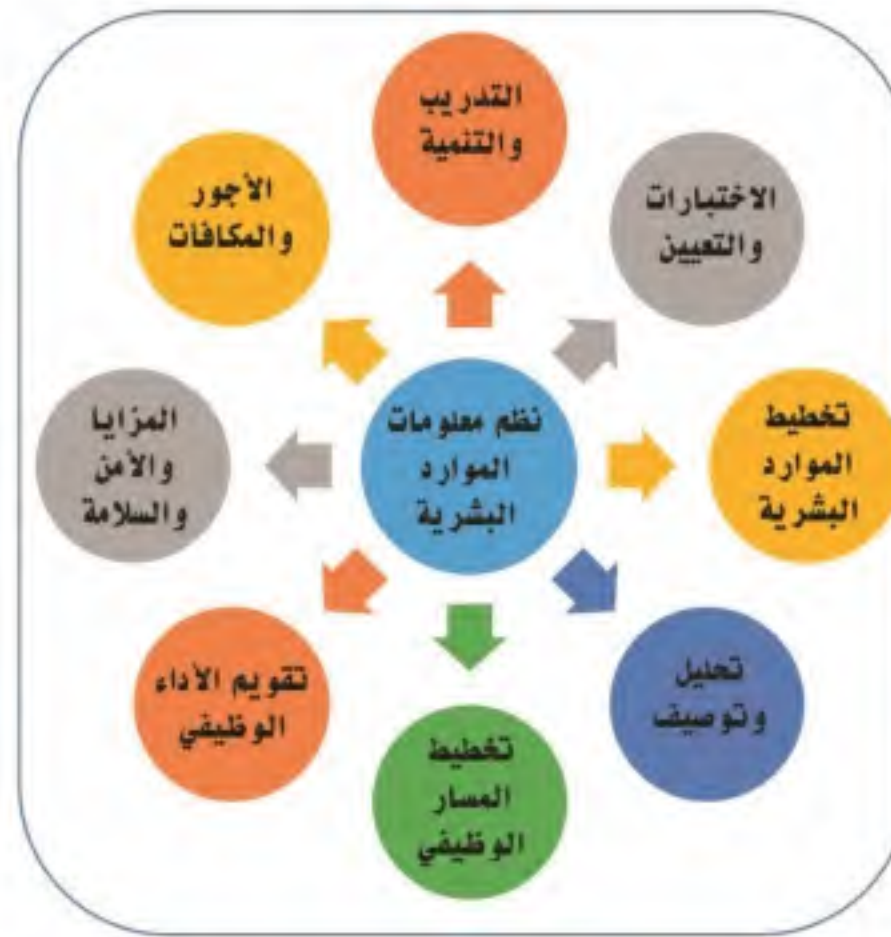 التدريب
والتنمية
الاختبارات
والتعيين
تخطيط
الموارد
البشرية
تحليل
وتوصيف
تخطيط
المسار
الوظيفي
تقويم الأداء
الوظيفي
المزايا
والأمن
والسلامة
الأجور
والمكافآت
نظم معلومات
الموارد
البشرية